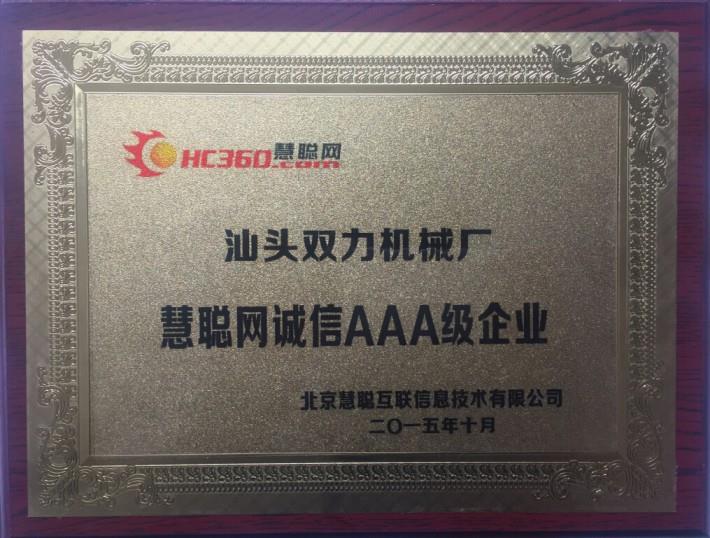 HC360慧聪网
.com
汕头双力机械厂
慧聪网诚信AAA级企业
北京慧聪互联信息技术有限公司
二〇一五年十月